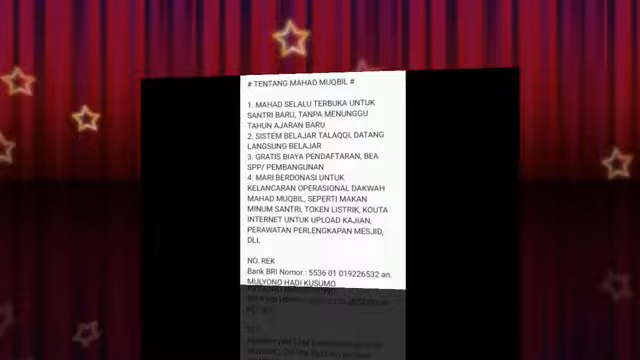 # TENTANG MAHAD MUQBIL #
1. MAHAD SELALU TERBUKA UNTUK
SANTRI BARU, TANPA MENUNGGU
TAHUN AJARAN BARU
2. SISTEM BELAJAR TALAQQI, DATANG
LANGSUNG BELAJAR
3. GRATIS BIAYA PENDAFTARAN, BEA
SPP/ PEMBANGUNAN
4. MARI BERDONASI UNTUK
KELANCARAN OPERASIONAL DAKWAH
MAHAD MUQBIL, SEPERTI MAKAN
MINUM SANTRI, TOKEN LISTRIK, KOUTA
INTERNET UNTUK UPLOAD KAJIAN,
PERAWATAN PERLENGKAPAN MESJID,
DLL
NO. REK
Bank BRI Nomor : 5536 01 019226532 an.
MULYONO HADI KUSUMO